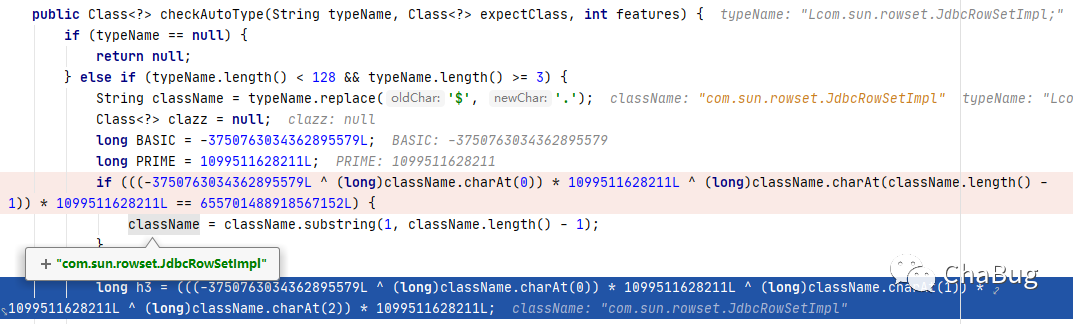 public Class<?> checkAutoType(String typeName, Class<?> expectClass, int features) {  typeName: "Lcom.sun.rowset.JdbcRowSetImpl;"
if (typeName == null) {
return null;
} else if (typeName.length() < 128 && typeName.length() >= 3) {
String className = typeName.replace( oldChar: '$',  newChar: '.');  className: "com.sun.rowset.JdbcRowSetImpl"  typeName: "Lco
Class<?> clazz = null;  clazz: null
long BASIC = -3750763034362895579L;  BASIC: -3750763034362895579
long PRIME = 1099511628211L;  PRIME: 1099511628211
if (((-3750763034362895579L ^ (long)className.charAt(0)) * 1099511628211L ^ (long)className.charAt(className.length() -
1)) * 1099511628211L == 655701488918567152L) {
className = className.substring(1, className.length() - 1);
}
+ "com.sun.rowset.JdbcRowSetImpl"
ChaBug
long h3 = (((-3750763034362895579L ^ (long)className.charAt(0)) * 1099511628211L ^ (long)className.charAt(1)) *
1099511628211L ^ (long)className.charAt(2)) * 1099511628211L;  className: "com.sun.rowset.JdbcRowSetImpl"